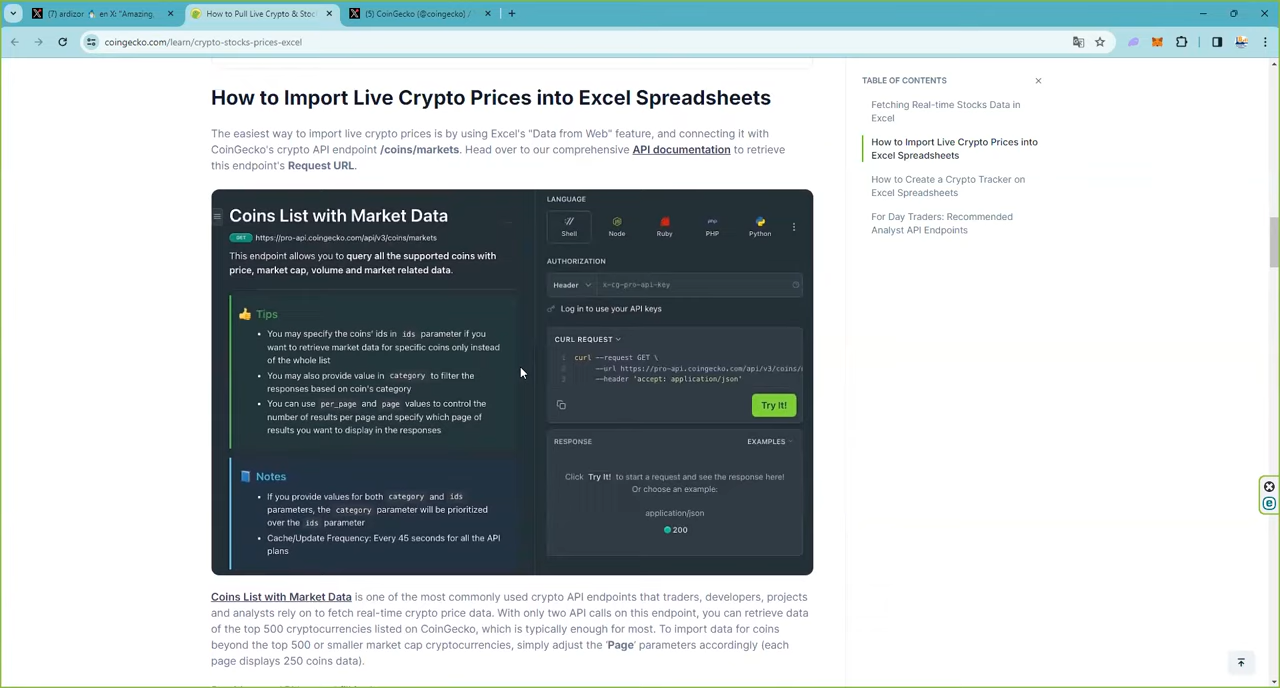 (7) ardizor en X: "Amazing,
How to Pull Live Crypto & Stoc
(5) CoinGecko (@coingecko) /
coingecko.com/learn/crypto-stocks-prices-excel
How to Import Live Crypto Prices into Excel Spreadsheets
The easiest way to import live crypto prices is by using Excel's "Data from Web" feature, and connecting it with
CoinGecko's crypto API endpoint /coins/markets. Head over to our comprehensive API documentation to retrieve
this endpoint's Request URL.
Coins List with Market Data
GET https://pro-api.coingecko.com/api/v3/coins/markets
This endpoint allows you to query all the supported coins with
price, market cap, volume and market related data.
Tips
• You may specify the coins' ids in ids parameter if you
want to retrieve market data for specific coins only instead
of the whole list
• You may also provide value in category to filter the
responses based on coin's category
• You can use per_page and page values to control the
number of results per page and specify which page of
results you want to display in the responses
Notes
• If you provide values for both category and ids
parameters, the category parameter will be prioritized
over the ids parameter
• Cache/Update Frequency: Every 45 seconds for all the API
plans
LANGUAGE
Shell Node Ruby PHP Python
AUTHORIZATION
Header x-cg-pro-api-key
Log in to use your API keys
CURL REQUEST
1 curl --request GET \
--url https://pro-api.coingecko.com/api/v3/coins/
--header 'accept: application/json'
Try It!
RESPONSE EXAMPLES
Click Try It! to start a request and see the response here!
Or choose an example:
application/json
200
Coins List with Market Data is one of the most commonly used crypto API endpoints that traders, developers, projects
and analysts rely on to fetch real-time crypto price data. With only two API calls on this endpoint, you can retrieve data
of the top 500 cryptocurrencies listed on CoinGecko, which is typically enough for most. To import data for coins
beyond the top 500 or smaller market cap cryptocurrencies, simply adjust the 'Page' parameters accordingly (each
page displays 250 coins data).
TABLE OF CONTENTS
Fetching Real-time Stocks Data in
Excel
How to Import Live Crypto Prices into
Excel Spreadsheets
How to Create a Crypto Tracker on
Excel Spreadsheets
For Day Traders: Recommended
Analyst API Endpoints